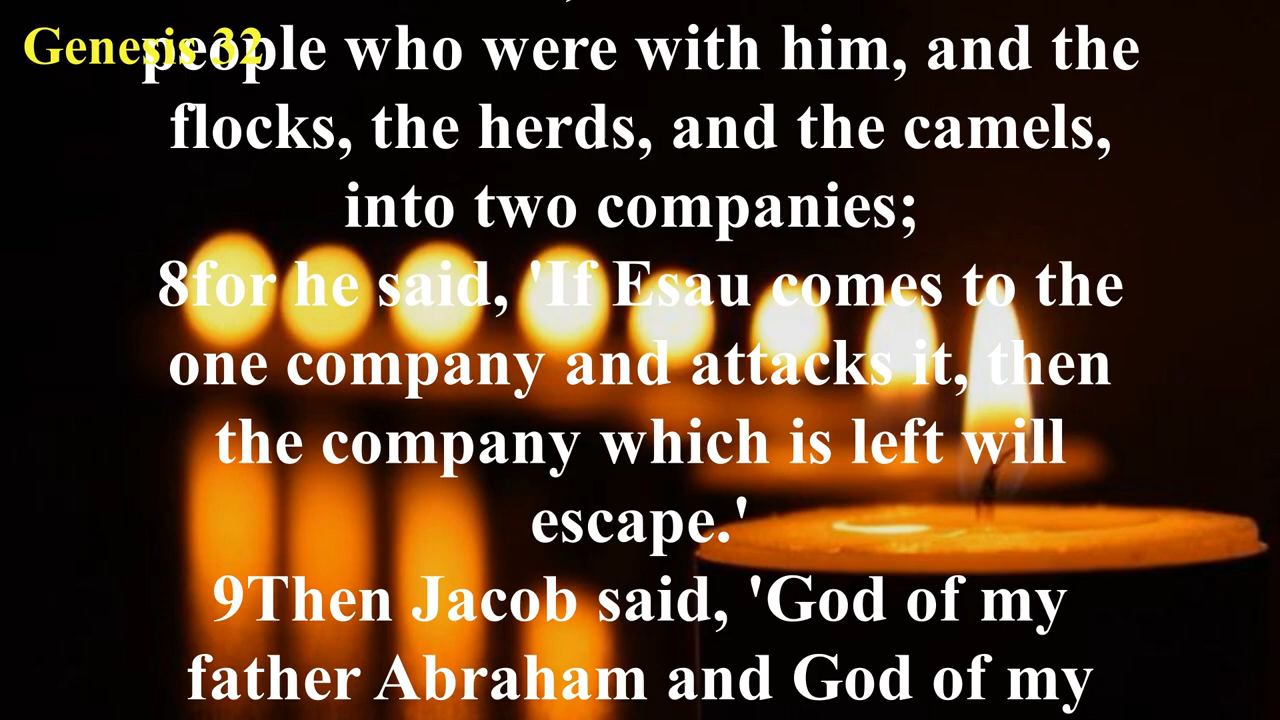 Genesis 32
people who were with him, and the
flocks, the herds, and the camels,
into two companies;
8for he said, 'If Esau comes to the
one company and attacks it, then
the company which is left will
escape.'
9Then Jacob said, 'God of my
father Abraham and God of my